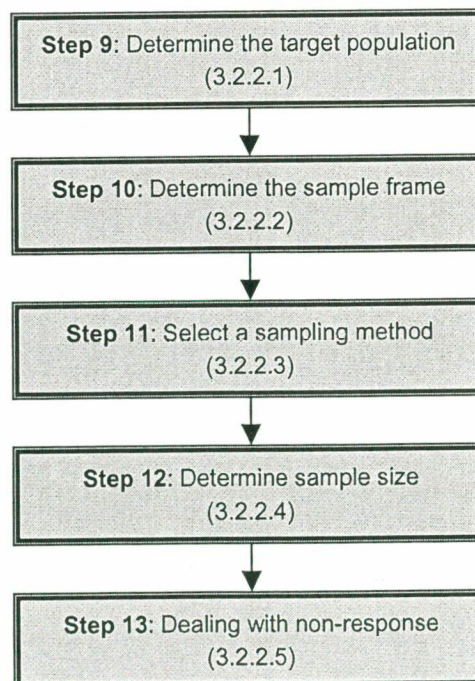 Step 9: Determine the target population
(3.2.2.1)
Step 10: Determine the sample frame
(3.2.2.2)
Step 11: Select a sampling method
(3.2.2.3)
Step 12: Determine sample size
(3.2.2.4)
Step 13: Dealing with non-response
(3.2.2.5)